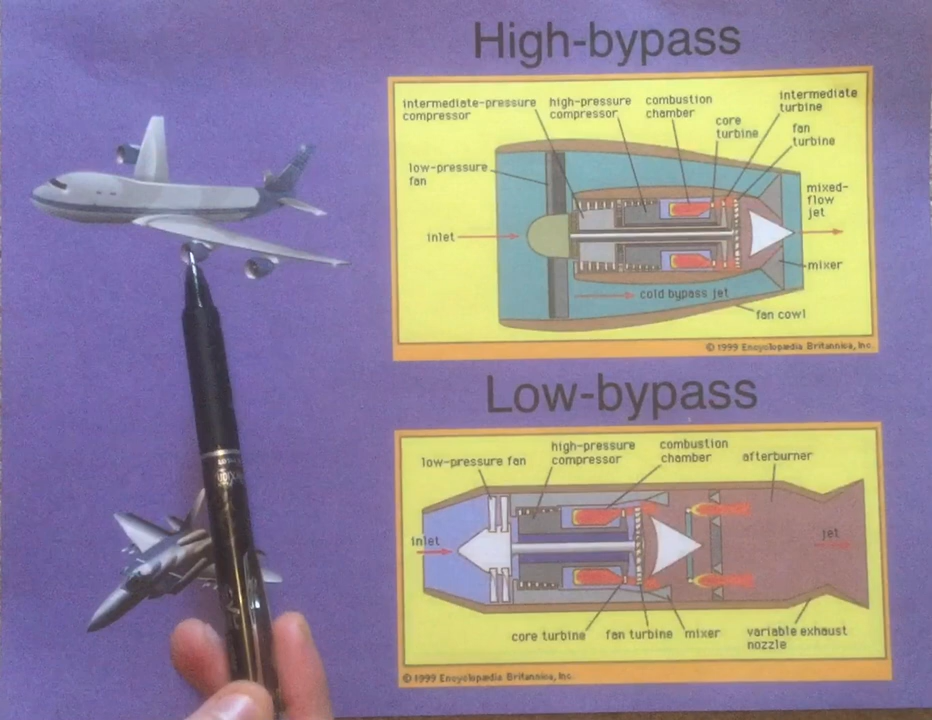 High-bypass
intermediate-pressure
compressor
high-pressure
compressor
combustion
chamber
intermediate
turbine
core
turbine
fan
turbine
low-pressure
fan
mixed-
flow
jet
inlet
mixer
cold bypass jet
fan cowl
© 1999 Encyclopædia Britannica, Inc.
Low-bypass
low-pressure fan
high-pressure
compressor
combustion
chamber
afterburner
inlet
jet
core turbine
fan turbine
mixer
variable exhaust
nozzle
© 1999 Encyclopædia Britannica, Inc.